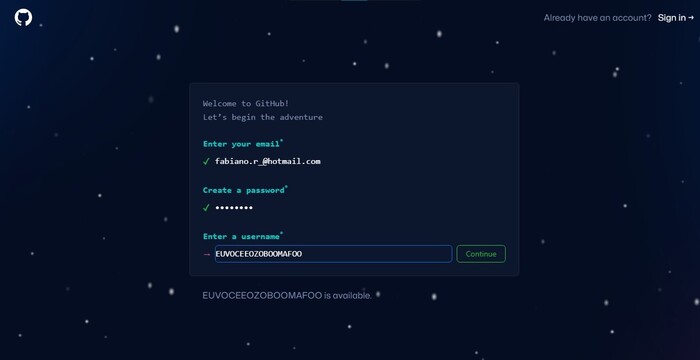 Already have an account? Sign in →
Welcome to GitHub!
Let's begin the adventure
Enter your email*
✓ fabiano.r_@hotmail.com
Create a password*
✓ ••••••••
Enter a username*
→ EUVOCEEOZOBOOMAFOO Continue
EUVOCEEOZOBOOMAFOO is available.